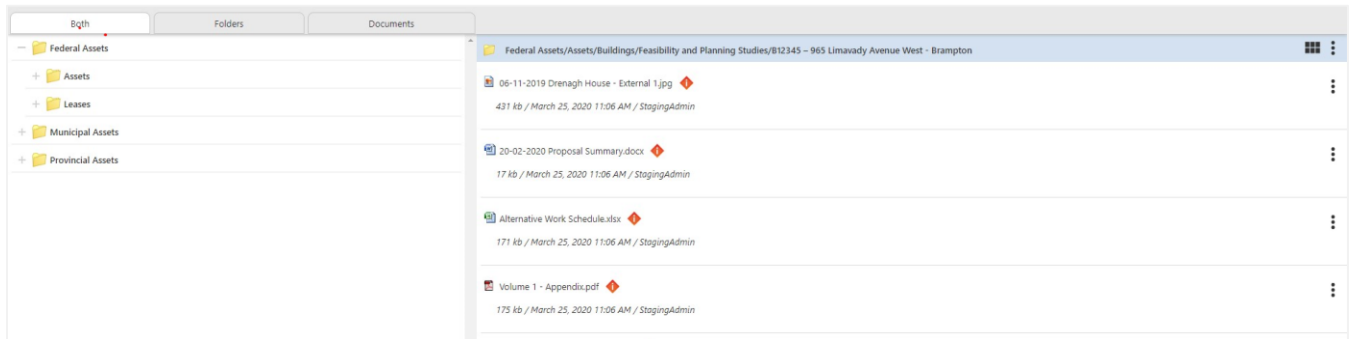 Both
Folders
Documents
Federal Assets
Assets
Leases
Municipal Assets
Provincial Assets
Federal Assets/Assets/Buildings/Feasibility and Planning Studies/B12345 – 965 Limavady Avenue West - Brampton
06-11-2019 Drenagh House - External 1.jpg
431 kb / March 25, 2020 11:06 AM / StagingAdmin
20-02-2020 Proposal Summary.docx
17 kb / March 25, 2020 11:06 AM / StagingAdmin
Alternative Work Schedule.xlsx
171 kb / March 25, 2020 11:06 AM / StagingAdmin
Volume 1 - Appendix.pdf
175 kb / March 25, 2020 11:06 AM / StagingAdmin